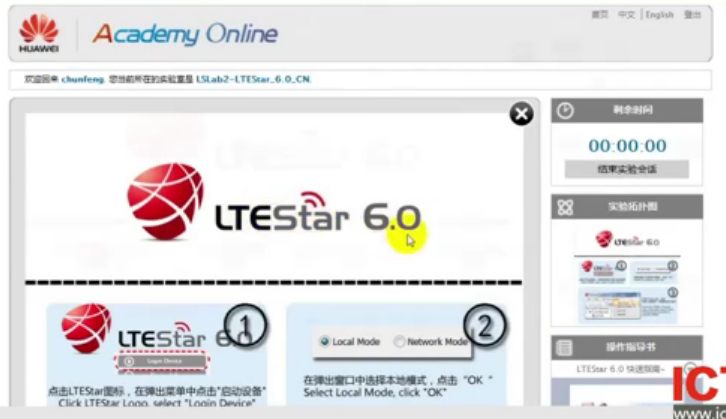 HUAWEI
Academy Online
首页 中文 | English 登出
欢迎回来 chunfeng. 您当前所在的实验室是 LSLab2-LTEStar_6.0_CN.
LTEStar 6.0
1
LTEStar 6.0
Login Device
点击LTEStar图标，在弹出菜单中点击"启动设备"
Click LTEStar Logo, select "Login Device"
2
Local Mode Network Mode
在弹出窗口中选择本地模式，点击 "OK "
Select Local Mode, click "OK"
剩余时间
00:00:00
结束实验会话
实验拓扑图
LTEStar 6.0
1
2
3
操作指导书
LTEStar 6.0 快速指南-
ICT
www.ic